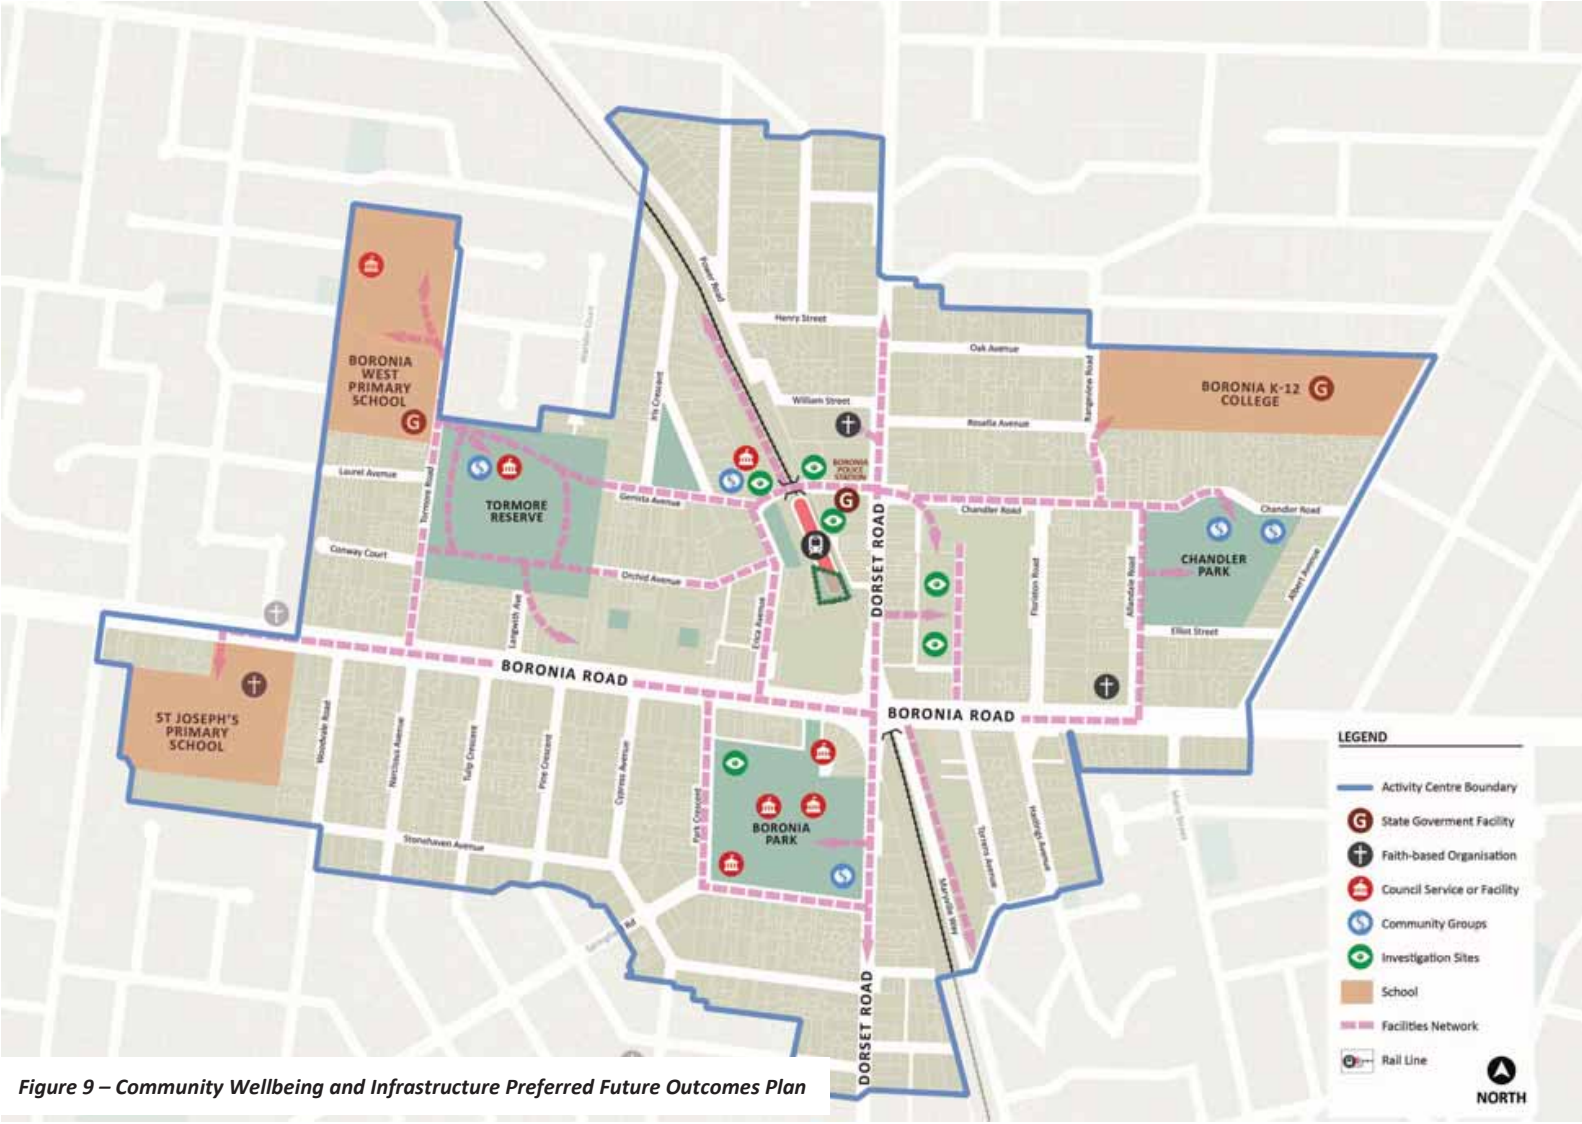 Power Road
Henry Street
Oak Avenue
Rangeview Road
BORONIA K-12
COLLEGE
G
BORONIA
WEST
PRIMARY
SCHOOL
G
Iris Crescent
William Street
Rosella Avenue
BORONIA
POLICE
STATION
G
Laurel Avenue
Tormore Road
TORMORE
RESERVE
Genista Avenue
Chandler Road
Chandler Road
DORSET ROAD
Conway Court
Orchid Avenue
Floriston Road
Allandale Road
CHANDLER
PARK
Albert Avenue
Langwith Ave
Erica Avenue
Elliot Street
BORONIA ROAD
BORONIA ROAD
ST JOSEPH'S
PRIMARY
SCHOOL
Woodvale Road
Narcissus Avenue
Tulip Crescent
Pine Crescent
Cypress Avenue
Park Crescent
BORONIA
PARK
Stonehaven Avenue
Torrens Avenue
Hastings Avenue
Maryville Way
Rd
DORSET ROAD
LEGEND
Activity Centre Boundary
G State Goverment Facility
Faith-based Organisation
Council Service or Facility
Community Groups
Investigation Sites
School
Facilities Network
Rail Line
NORTH
Figure 9 – Community Wellbeing and Infrastructure Preferred Future Outcomes Plan